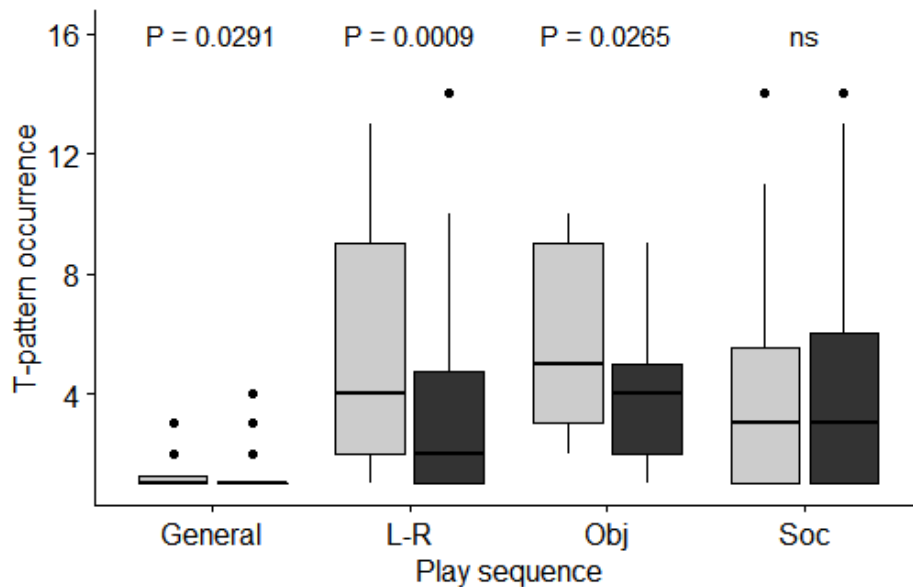 P = 0.0291 P = 0.0009 P = 0.0265 ns
16
12
8
4
T-pattern occurrence
General L-R Obj Soc
Play sequence